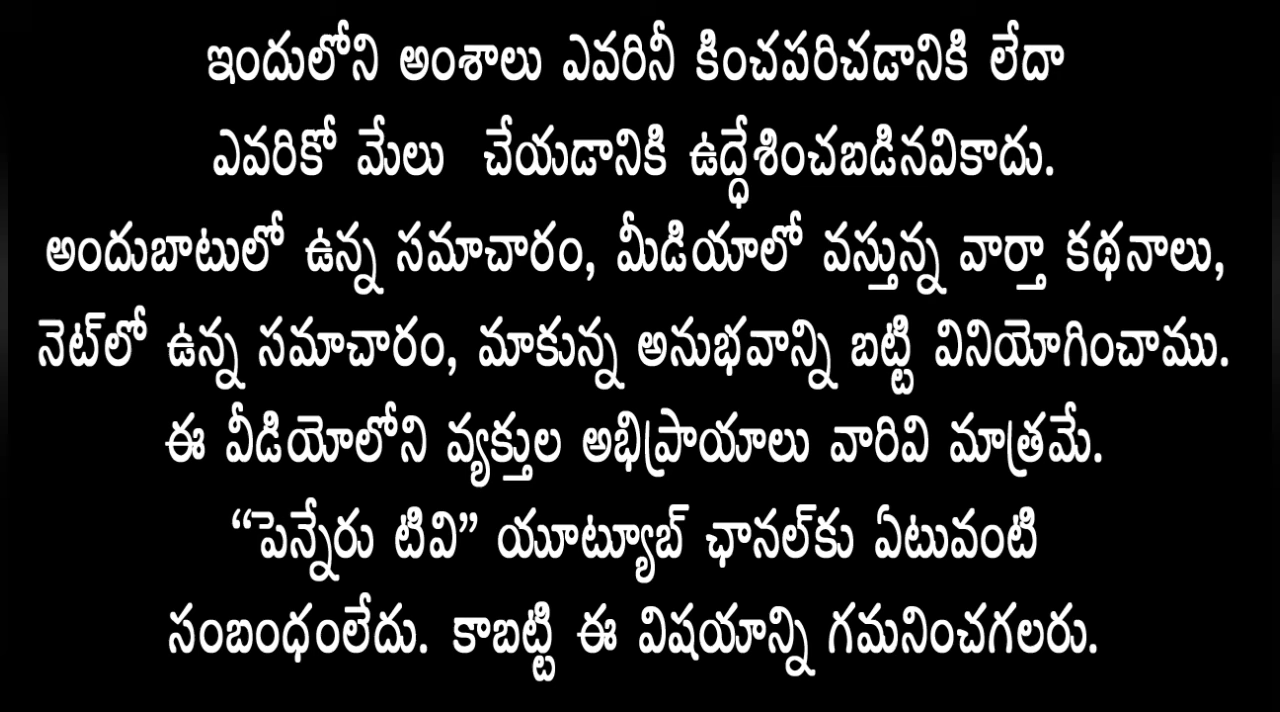 ఇందులోని అంశాలు ఎవరినీ కించపరిచడానికి లేదా
ఎవరికో మేలు చేయడానికి ఉద్ధేశించబడినవికాదు.
అందుబాటులో ఉన్న సమాచారం, మీడియాలో వస్తున్న వార్తా కథనాలు,
నెట్‌లో ఉన్న సమాచారం, మాకున్న అనుభవాన్ని బట్టి వినియోగించాము.
ఈ వీడియోలోని వ్యక్తుల అభిప్రాయాలు వారివి మాత్రమే.
“పెన్నేరు టివి” యూట్యూబ్ ఛానల్‌కు ఏటువంటి
సంబంధంలేదు. కాబట్టి ఈ విషయాన్ని గమనించగలరు.